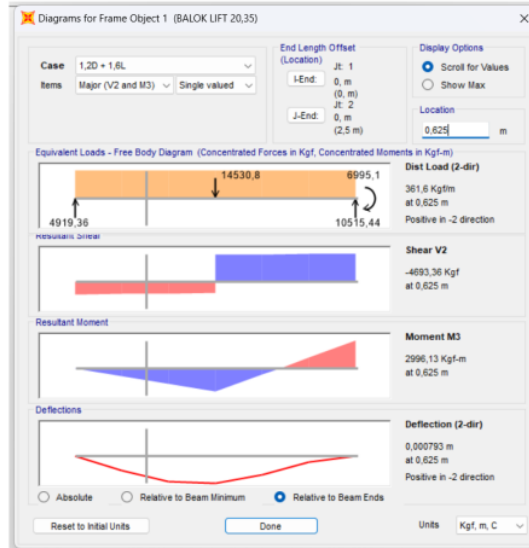 Diagrams for Frame Object 1 (BALOK LIFT 20,35)
End Length Offset
(Location)
Display Options
Case 1,2D + 1,6L
Items Major (V2 and M3) Single valued
I-End:
Jt: 1
0, m
(0, m)
J-End:
Jt: 2
0, m
(2,5 m)
Scroll for Values
Show Max
Location
0,625 m
Equivalent Loads - Free Body Diagram (Concentrated Forces in Kgf, Concentrated Moments in Kgf-m)
14530,8
6995,1
4919,36
10515,44
Dist Load (2-dir)
361,6 Kgf/m
at 0,625 m
Positive in -2 direction
Resultant Shear
Shear V2
-4693,36 Kgf
at 0,625 m
Resultant Moment
Moment M3
2996,13 Kgf-m
at 0,625 m
Deflections
Deflection (2-dir)
0,000793 m
at 0,625 m
Positive in -2 direction
Absolute
Relative to Beam Minimum
Relative to Beam Ends
Reset to Initial Units
Done
Units Kgf, m, C